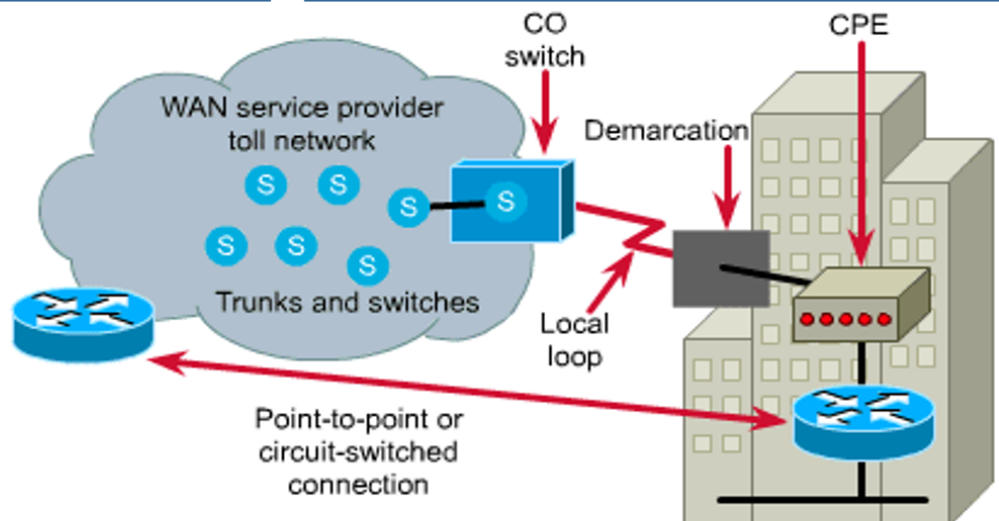 CO
switch
CPE
WAN service provider
toll network
Demarcation
S
S
S
S
S
S
S
Trunks and switches
Local
loop
Point-to-point or
circuit-switched
connection